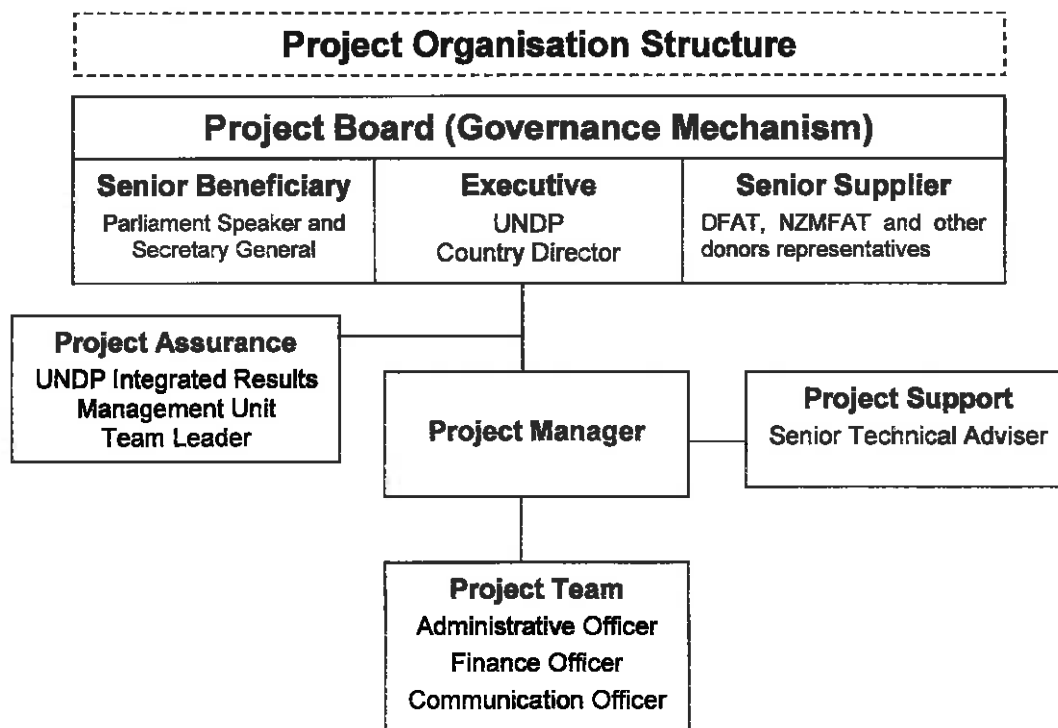 Project Organisation Structure
Project Board (Governance Mechanism)
Senior Beneficiary
Parliament Speaker and
Secretary General
Executive
UNDP
Country Director
Senior Supplier
DFAT, NZMFAT and other
donors representatives
Project Assurance
UNDP Integrated Results
Management Unit
Team Leader
Project Manager
Project Support
Senior Technical Adviser
Project Team
Administrative Officer
Finance Officer
Communication Officer